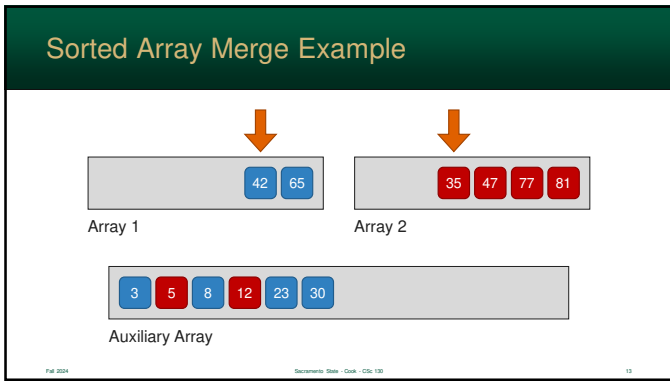 Sorted Array Merge Example
42 65
35 47 77 81
Array 1
Array 2
3 5 8 12 23 30
Auxiliary Array
Fall 2024
Sacramento State - Cook - CSc 130
13